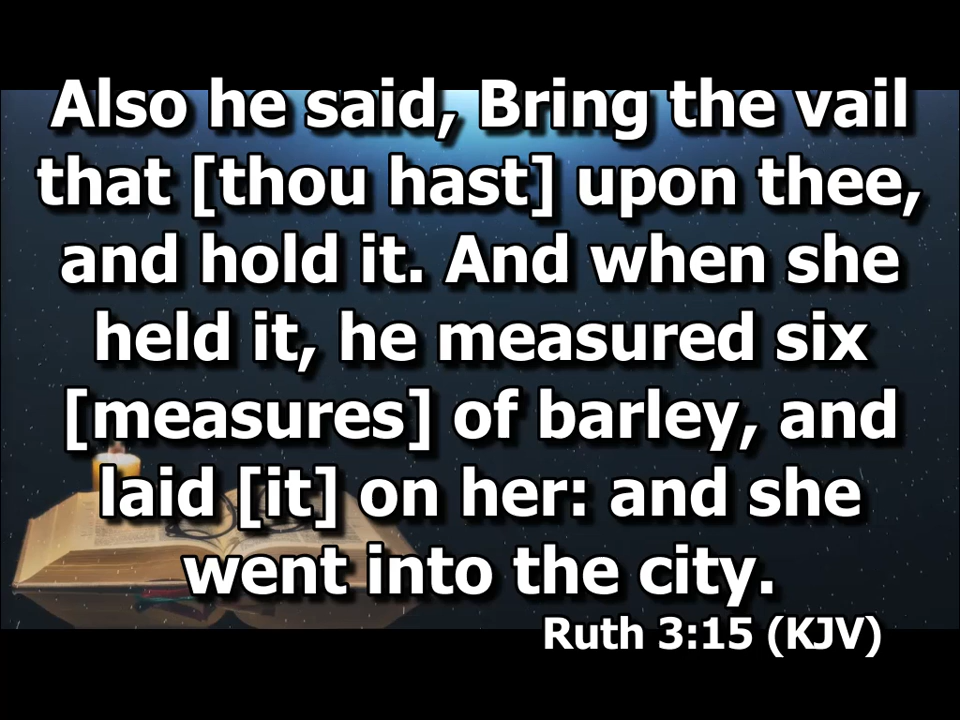 Also he said, Bring the vail
that [thou hast] upon thee,
and hold it. And when she
held it, he measured six
[measures] of barley, and
laid [it] on her: and she
went into the city.
Ruth 3:15 (KJV)